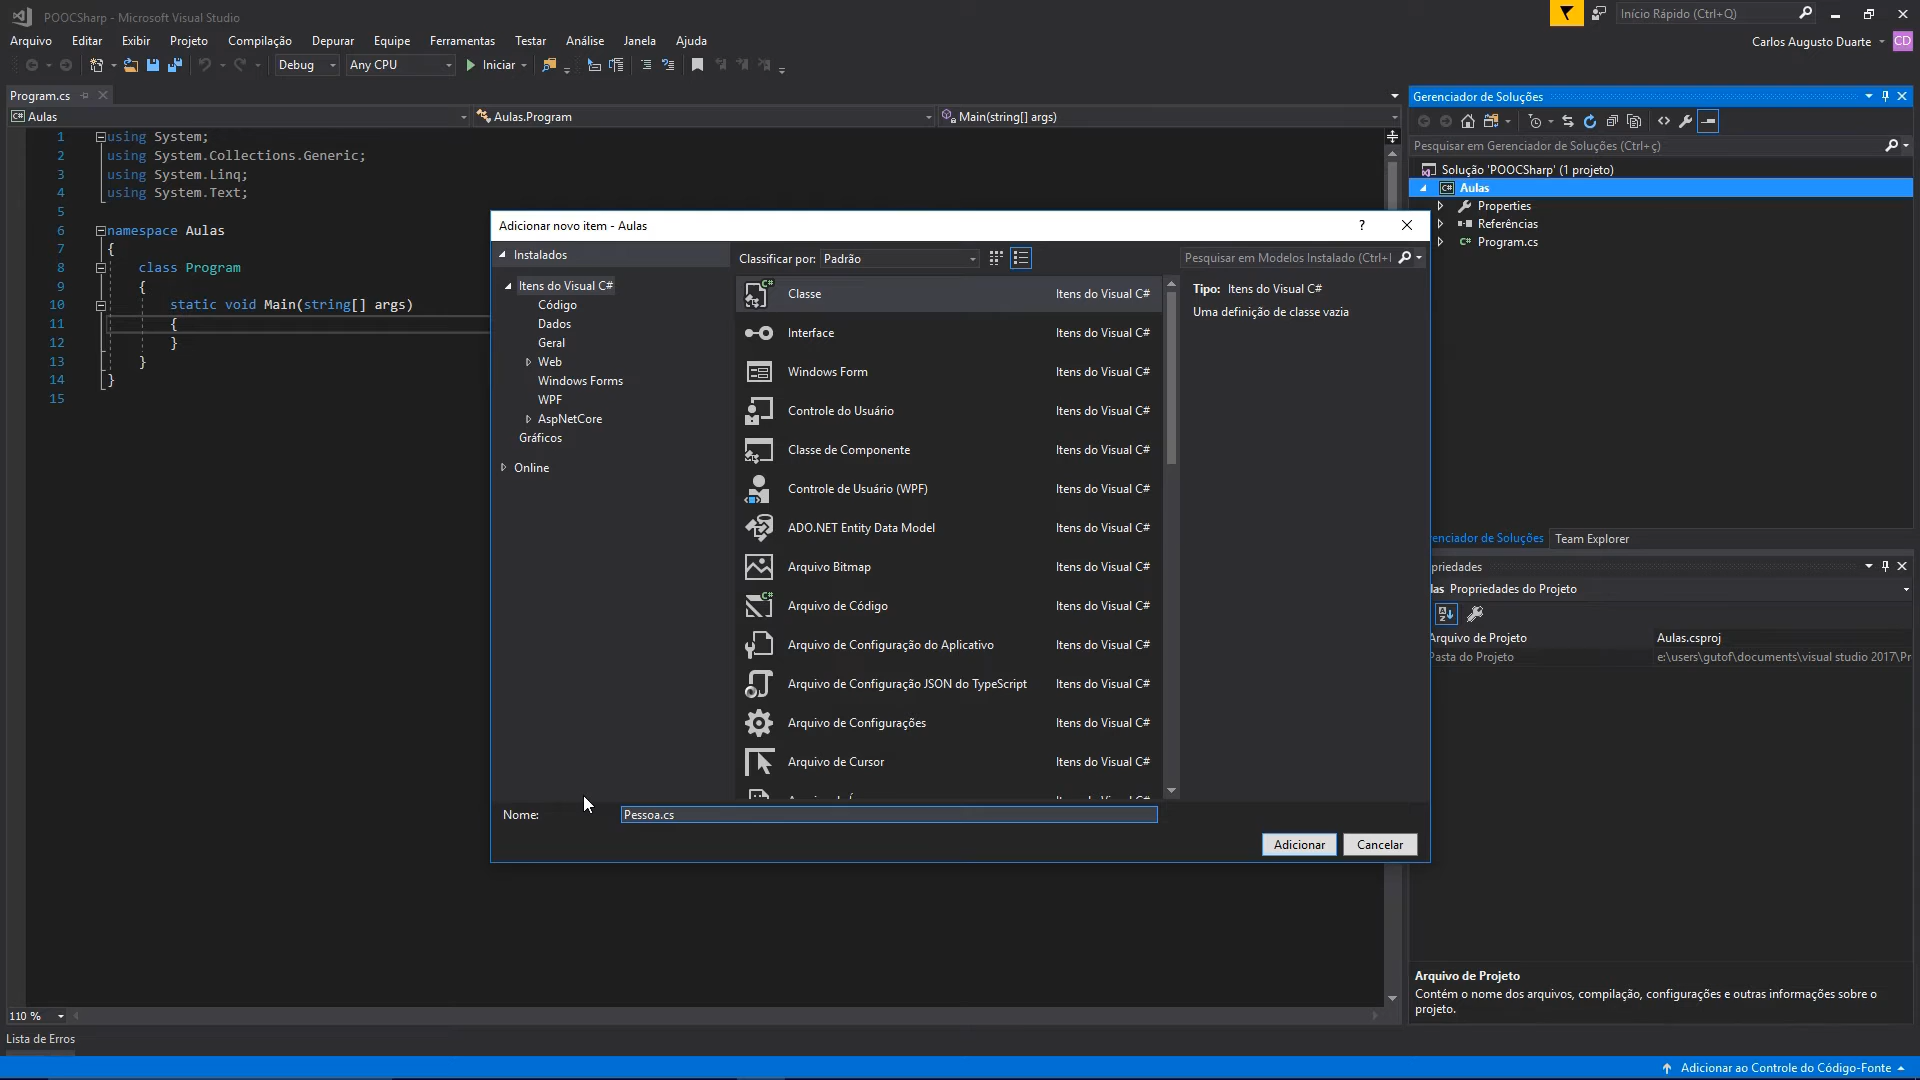 POOCSharp - Microsoft Visual Studio
Início Rápido (Ctrl+Q)
Arquivo Editar Exibir Projeto Compilação Depurar Equipe Ferramentas Testar Análise Janela Ajuda
Carlos Augusto Duarte CD
Debug Any CPU Iniciar
Program.cs
Aulas Aulas.Program Main(string[] args)
1 using System;
2 using System.Collections.Generic;
3 using System.Linq;
4 using System.Text;
5
6 namespace Aulas
7 {
8 class Program
9 {
10 static void Main(string[] args)
11 {
12 }
13 }
14 }
15
Adicionar novo item - Aulas
?
Instalados
Itens do Visual C#
Código
Dados
Geral
Web
Windows Forms
WPF
AspNetCore
Gráficos
Online
Classificar por: Padrão
Pesquisar em Modelos Instalado (Ctrl+
Classe Itens do Visual C#
Interface Itens do Visual C#
Windows Form Itens do Visual C#
Controle do Usuário Itens do Visual C#
Classe de Componente Itens do Visual C#
Controle de Usuário (WPF) Itens do Visual C#
ADO.NET Entity Data Model Itens do Visual C#
Arquivo Bitmap Itens do Visual C#
Arquivo de Código Itens do Visual C#
Arquivo de Configuração do Aplicativo Itens do Visual C#
Arquivo de Configuração JSON do TypeScript Itens do Visual C#
Arquivo de Configurações Itens do Visual C#
Arquivo de Cursor Itens do Visual C#
Tipo: Itens do Visual C#
Uma definição de classe vazia
Nome: Pessoa.cs
Adicionar Cancelar
Gerenciador de Soluções
Pesquisar em Gerenciador de Soluções (Ctrl+ç)
Solução 'POOCSharp' (1 projeto)
C# Aulas
Properties
Referências
C# Program.cs
enciador de Soluções Team Explorer
priedades
las Propriedades do Projeto
Arquivo de Projeto Aulas.csproj
Pasta do Projeto e:\users\gutof\documents\visual studio 2017\Pr
Arquivo de Projeto
Contém o nome dos arquivos, compilação, configurações e outras informações sobre o
projeto.
110 %
Lista de Erros
Adicionar ao Controle do Código-Fonte